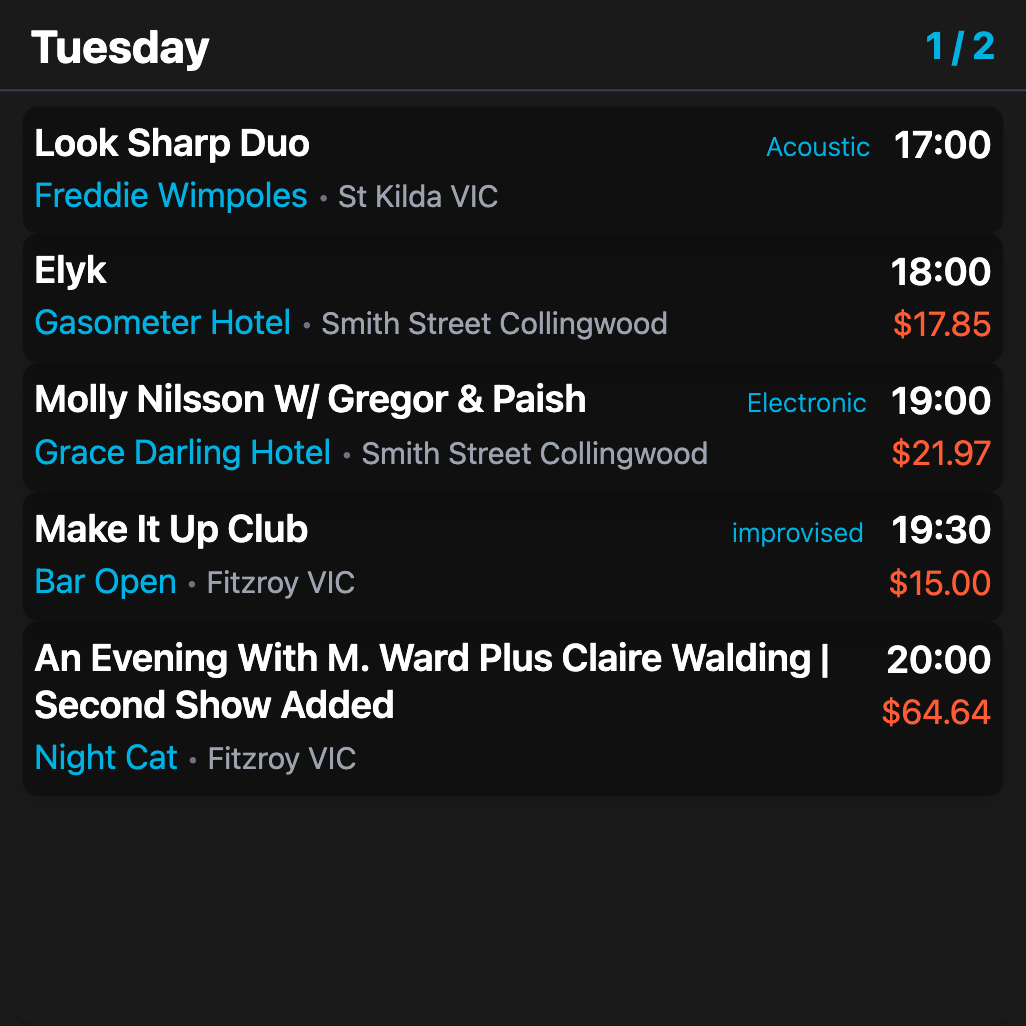 Tuesday 1 / 2
Look Sharp Duo Acoustic 17:00
Freddie Wimpoles • St Kilda VIC
Elyk 18:00
Gasometer Hotel • Smith Street Collingwood $17.85
Molly Nilsson W/ Gregor & Paish Electronic 19:00
Grace Darling Hotel • Smith Street Collingwood $21.97
Make It Up Club improvised 19:30
Bar Open • Fitzroy VIC $15.00
An Evening With M. Ward Plus Claire Walding | 20:00
Second Show Added $64.64
Night Cat • Fitzroy VIC